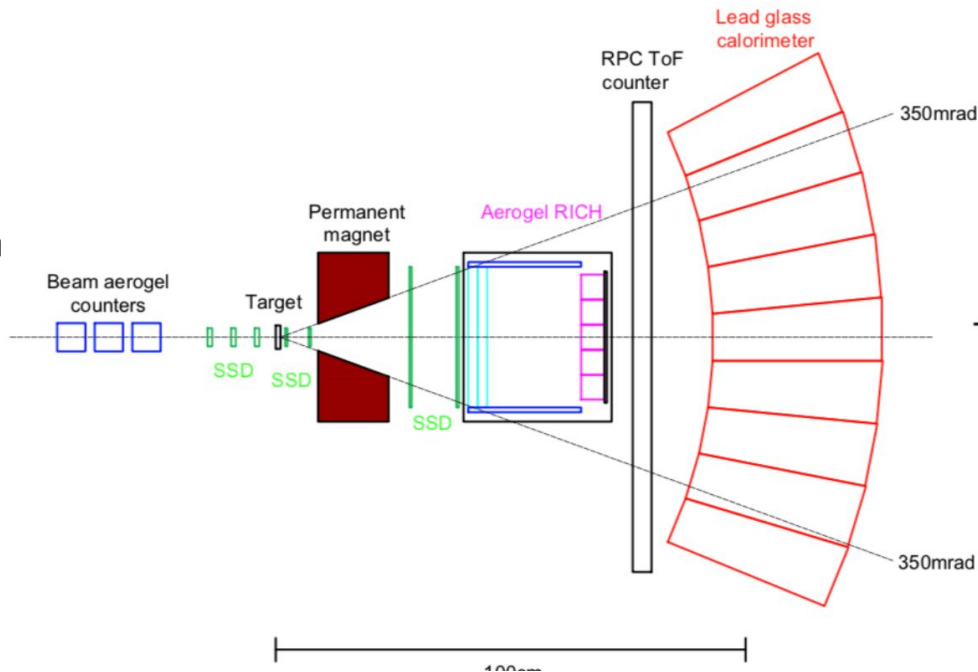 Lead glass
calorimeter
RPC ToF
counter
350mrad
Permanent
magnet
Aerogel RICH
Beam aerogel
counters
Target
SSD
SSD
SSD
350mrad